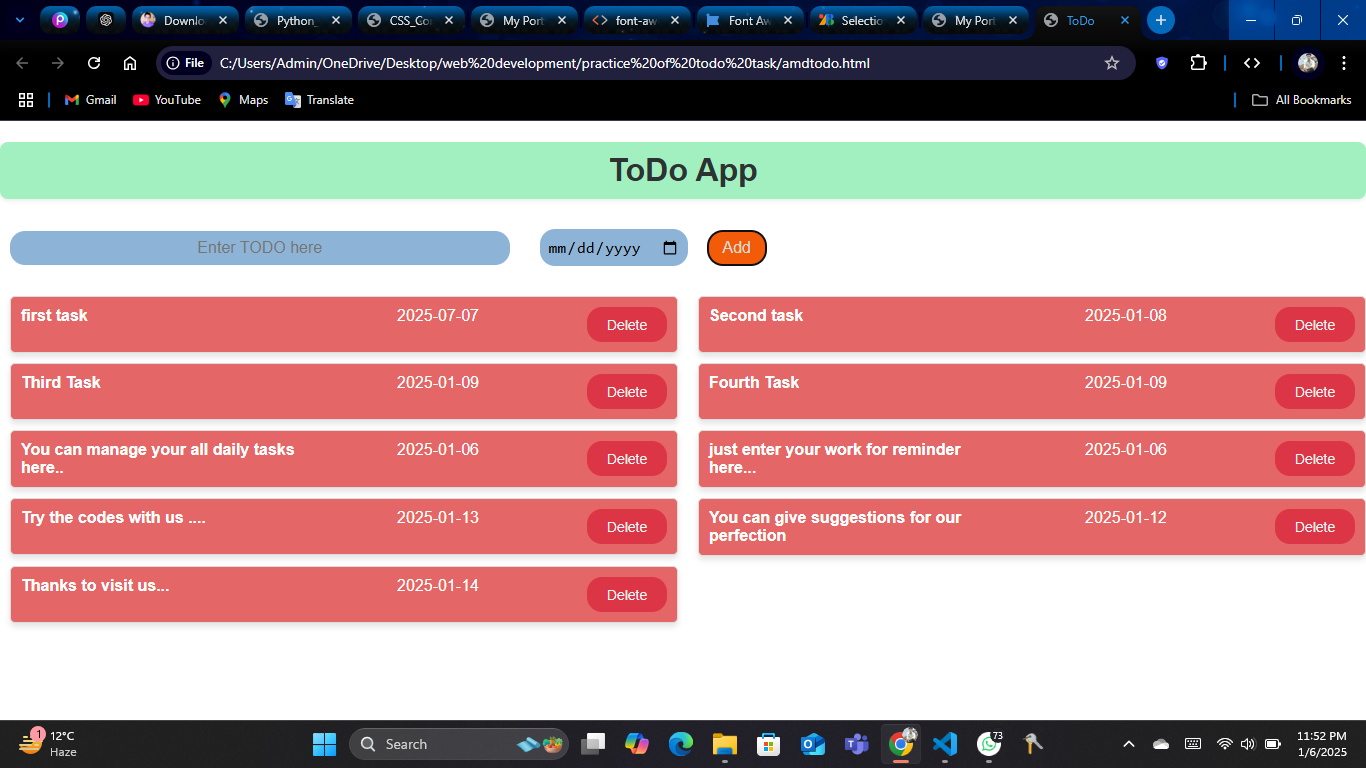 Downlo
Python_
CSS_Co
My Port
font-aw
Font Aw
Selectio
My Port
ToDo
File
C:/Users/Admin/OneDrive/Desktop/web%20development/practice%20of%20todo%20task/amdtodo.html
Gmail
YouTube
Maps
Translate
All Bookmarks
ToDo App
Enter TODO here
mm/dd/yyyy
Add
first task
2025-07-07
Delete
Second task
2025-01-08
Delete
Third Task
2025-01-09
Delete
Fourth Task
2025-01-09
Delete
You can manage your all daily tasks
here..
2025-01-06
Delete
just enter your work for reminder
here...
2025-01-06
Delete
Try the codes with us ....
2025-01-13
Delete
You can give suggestions for our
perfection
2025-01-12
Delete
Thanks to visit us...
2025-01-14
Delete
1
12°C
Haze
Search
73
11:52 PM
1/6/2025